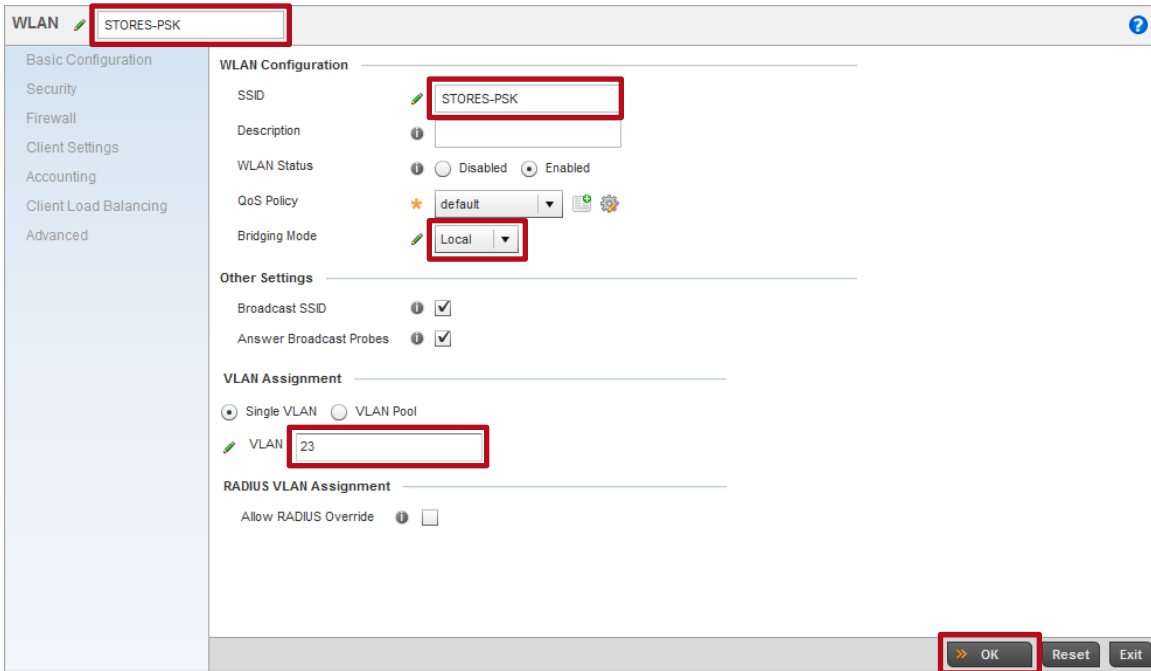 WLAN STORES-PSK
Basic Configuration
Security
Firewall
Client Settings
Accounting
Client Load Balancing
Advanced
WLAN Configuration
SSID STORES-PSK
Description
WLAN Status Disabled Enabled
QoS Policy default
Bridging Mode Local
Other Settings
Broadcast SSID
Answer Broadcast Probes
VLAN Assignment
Single VLAN VLAN Pool
VLAN 23
RADIUS VLAN Assignment
Allow RADIUS Override
OK Reset Exit